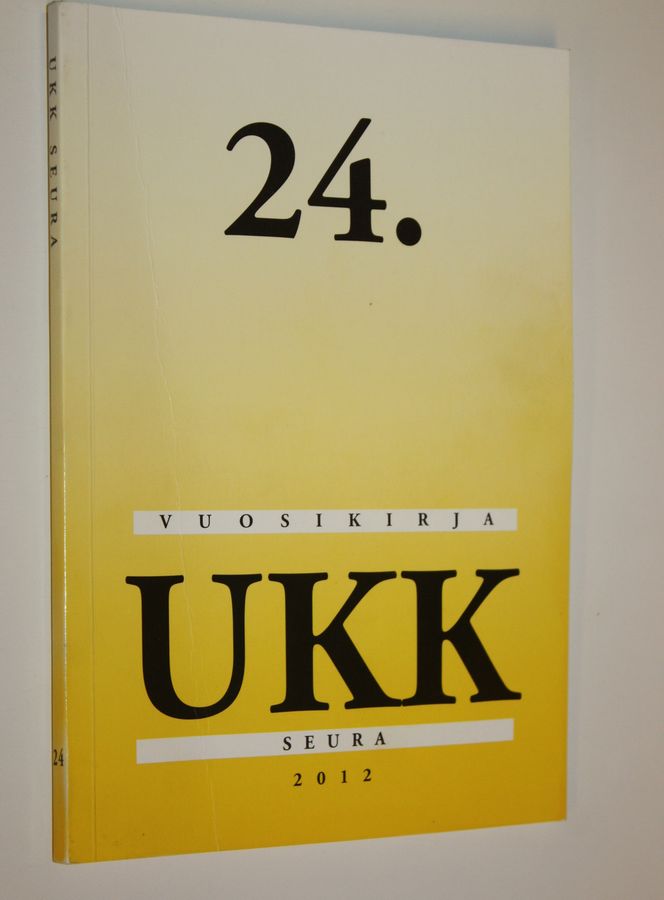 UKK SEURA
24
24.
VUOSIKIRJA
UKK
SEURA
2012